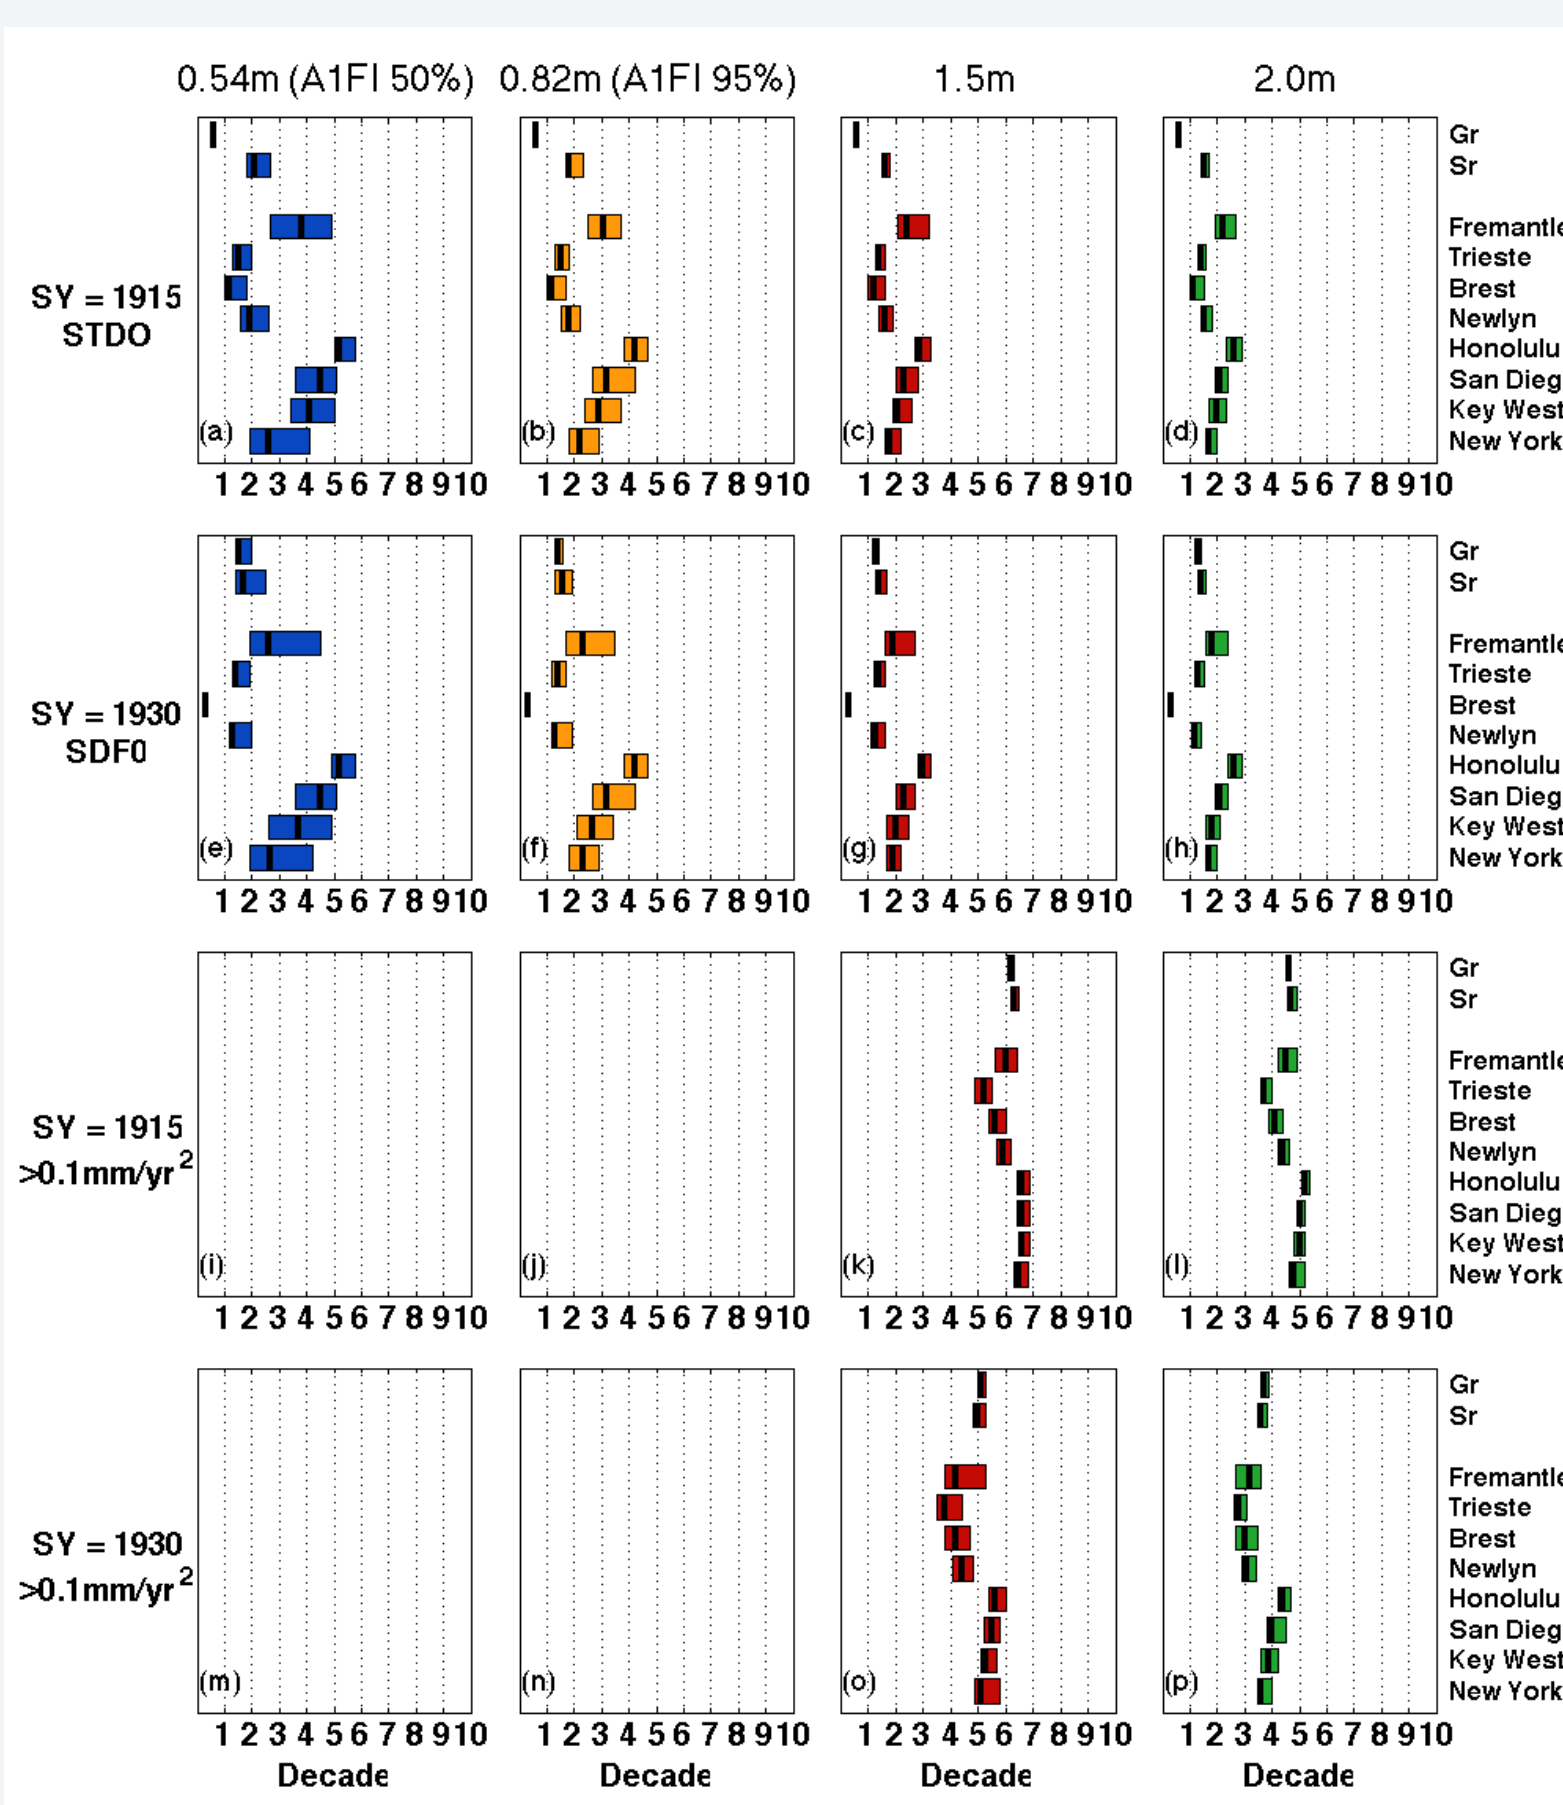 0.54m (A1FI 50%) 0.82m (A1FI 95%) 1.5m 2.0m
Gr
Sr
Fremantle
Trieste
SY = 1915
STDO
Brest
Newlyn
Honolulu
San Dieg
Key West
New York
(a) (b) (c) (d)
1 2 3 4 5 6 7 8 9 10 1 2 3 4 5 6 7 8 9 10 1 2 3 4 5 6 7 8 9 10 1 2 3 4 5 6 7 8 9 10
Gr
Sr
Fremantle
Trieste
SY = 1930
SDF0
Brest
Newlyn
Honolulu
San Dieg
Key West
New York
(e) (f) (g) (h)
1 2 3 4 5 6 7 8 9 10 1 2 3 4 5 6 7 8 9 10 1 2 3 4 5 6 7 8 9 10 1 2 3 4 5 6 7 8 9 10
Gr
Sr
Fremantle
Trieste
SY = 1915
>0.1mm/yr²
Brest
Newlyn
Honolulu
San Dieg
Key West
New York
(i) (j) (k) (l)
1 2 3 4 5 6 7 8 9 10 1 2 3 4 5 6 7 8 9 10 1 2 3 4 5 6 7 8 9 10 1 2 3 4 5 6 7 8 9 10
Gr
Sr
Fremantle
Trieste
SY = 1930
>0.1mm/yr²
Brest
Newlyn
Honolulu
San Dieg
Key West
New York
(m) (n) (o) (p)
1 2 3 4 5 6 7 8 9 10 1 2 3 4 5 6 7 8 9 10 1 2 3 4 5 6 7 8 9 10 1 2 3 4 5 6 7 8 9 10
Decade Decade Decade Decade